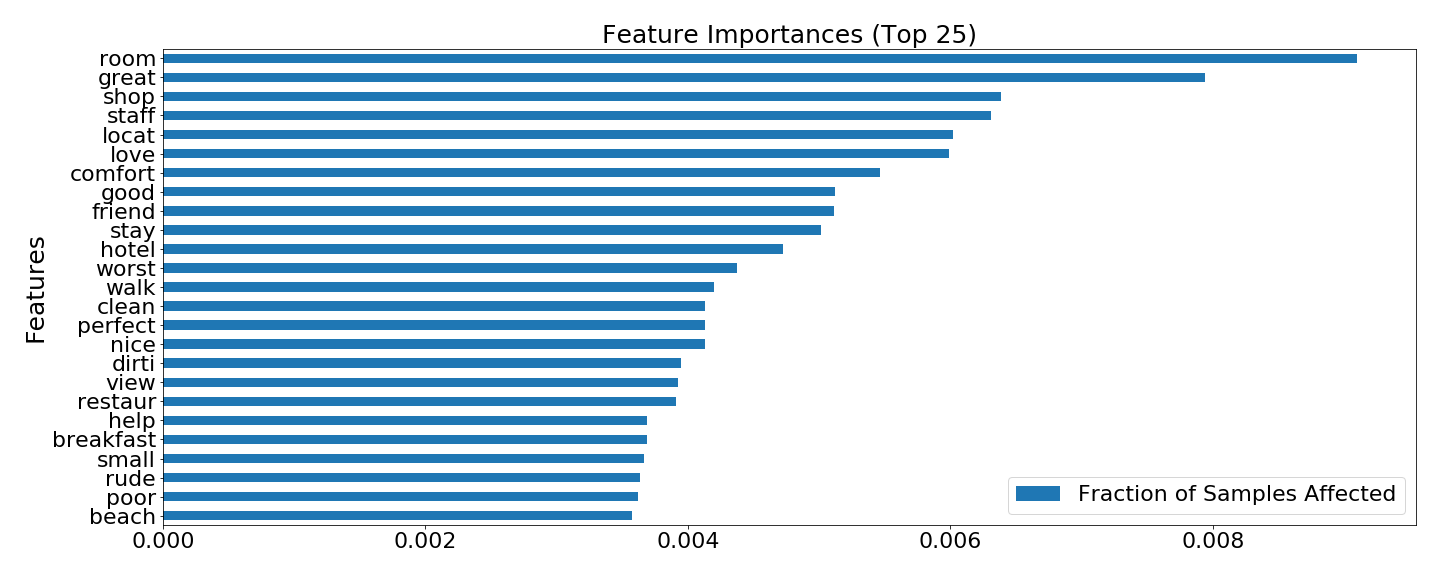 Feature Importances (Top 25)
Features
room
great
shop
staff
locat
love
comfort
good
friend
stay
hotel
worst
walk
clean
perfect
nice
dirti
view
restaur
help
breakfast
small
rude
poor
beach
Fraction of Samples Affected
0.000 0.002 0.004 0.006 0.008